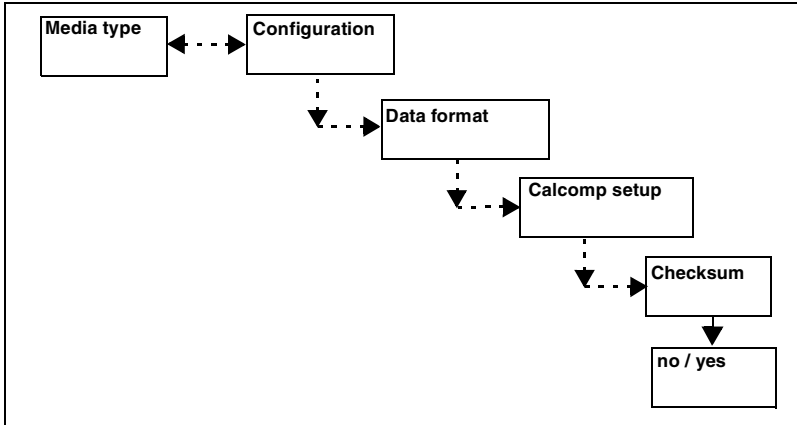 Media type
Configuration
Data format
Calcomp setup
Checksum
no / yes